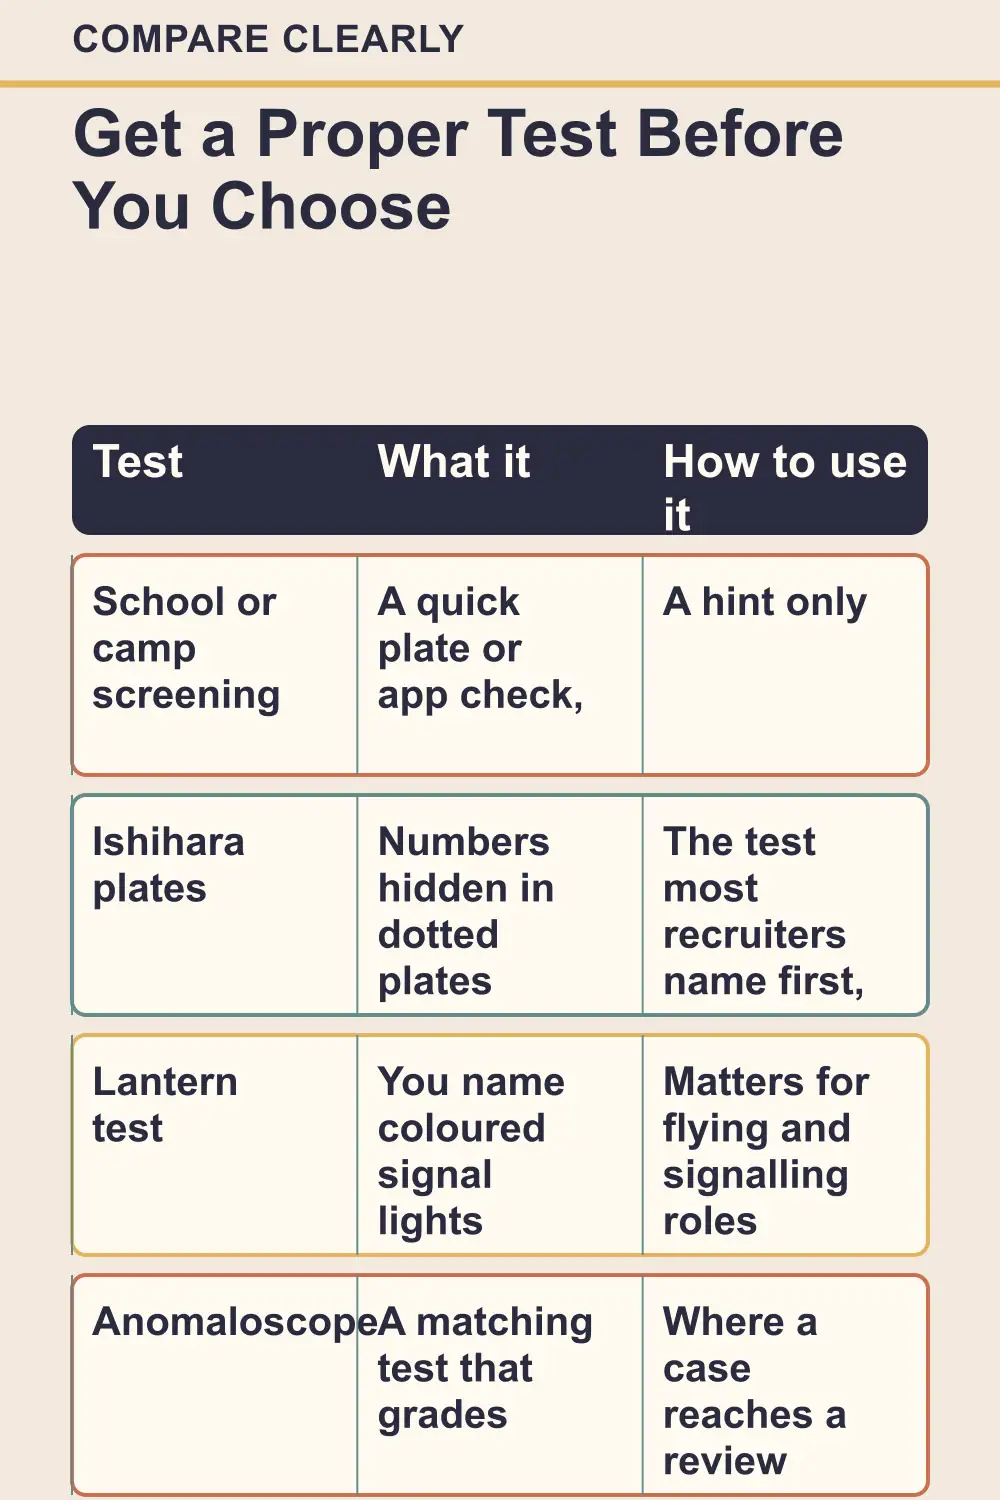 COMPARE CLEARLY
Get a Proper Test Before
You Choose
Test
What it
How to use
it
School or
camp
screening
A quick
plate or
app check,
A hint only
Ishihara
plates
Numbers
hidden in
dotted
plates
The test
most
recruiters
name first,
Lantern
test
You name
coloured
signal
lights
Matters for
flying and
signalling
roles
Anomaloscope
A matching
test that
grades
Where a
case
reaches a
review